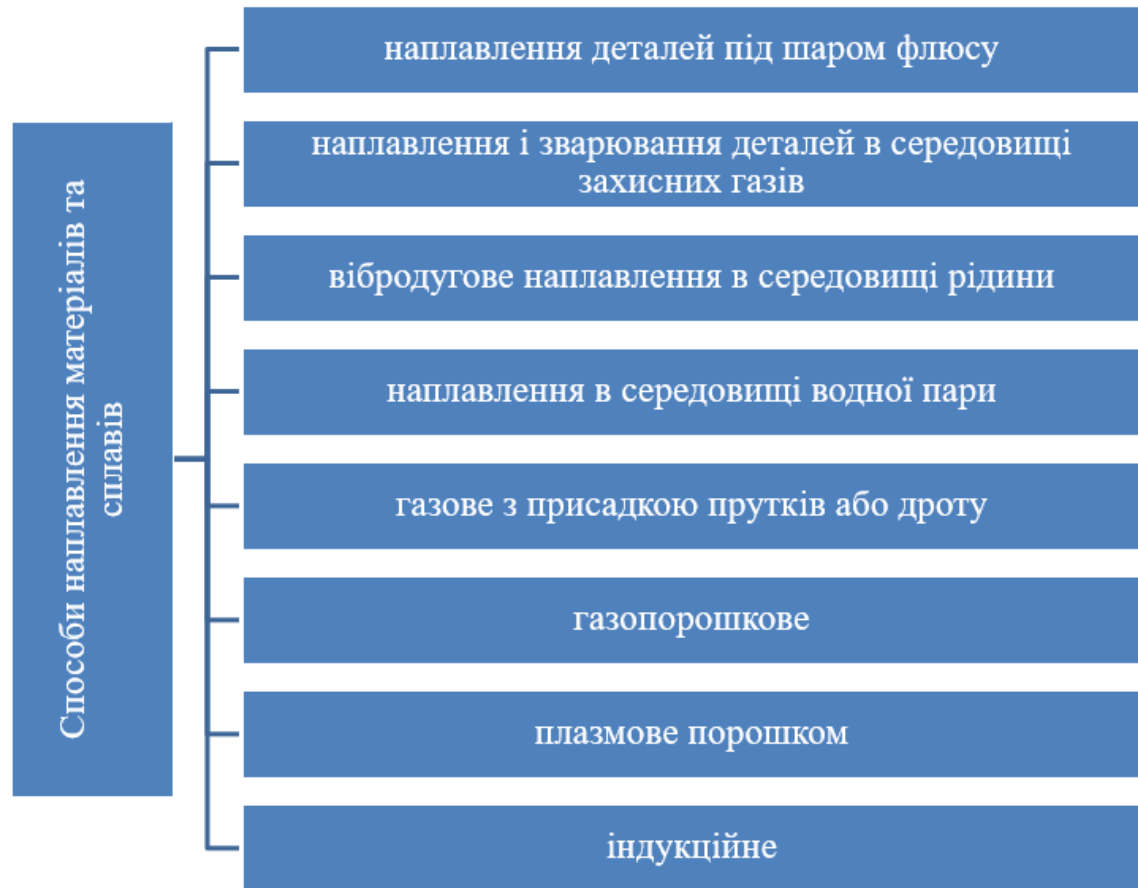 Способи наплавлення матеріалів та
сплавів
наплавлення деталей під шаром флюсу
наплавлення і зварювання деталей в середовищі
захисних газів
вібродугове наплавлення в середовищі рідини
наплавлення в середовищі водної пари
газове з присадкою прутків або дроту
газопорошкове
плазмове порошком
індукційне